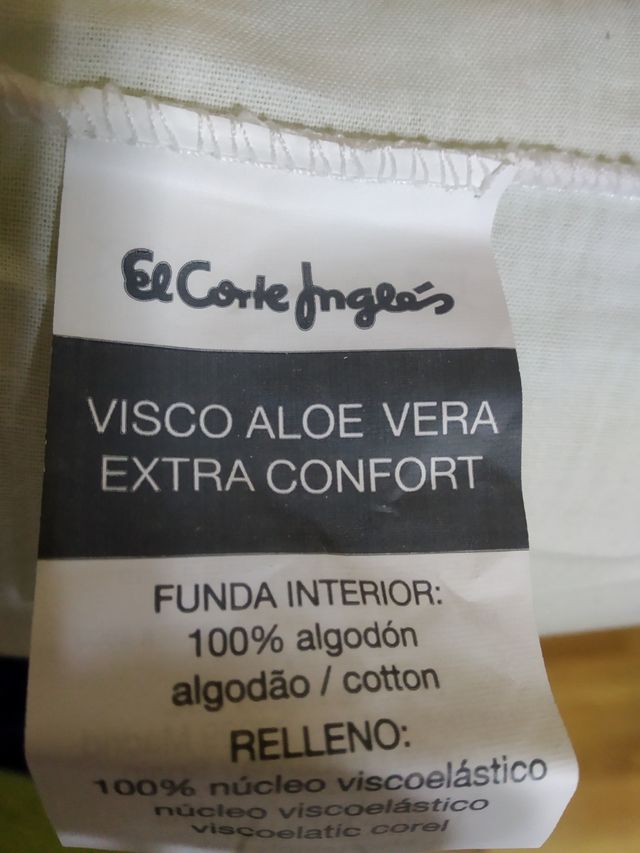 El Corte Inglés
VISCO ALOE VERA
EXTRA CONFORT
FUNDA INTERIOR:
100% algodón
algodão / cotton
RELLENO:
100% núcleo viscoelástico
núcleo viscoelástico
viscoelatic corel